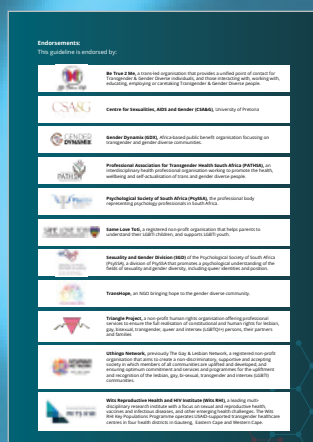 Endorsements:
This guideline is endorsed by:
Be True 2 Me, a trans-led organisation that provides a unified point of contact for
Transgender & Gender Diverse individuals, and those interacting with, working with,
educating, employing or caretaking Transgender & Gender Diverse people.
CSA&G
Centre for Sexualities, AIDS and Gender (CSA&G), University of Pretoria
GENDER
DYNAMIX
Gender Dynamix (GDX), Africa-based public benefit organisation focussing on
transgender and gender diverse communities.
PATHSA
Professional Association for Transgender Health South Africa (PATHSA), an
interdisciplinary health professional organisation working to promote the health,
wellbeing and self-actualisation of trans and gender diverse people.
Psychological Society of South Africa (PsySSA), the professional body
representing psychology professionals in South Africa.
SAME LOVE TOTI
Same-Love Toti, a registered non-profit organisation that helps parents to
understand their LGBTI children, and supports LGBTI youth.
Sexuality and Gender Division (SGD) of the Psychological Society of South Africa
(PsySSA), a division of PsySSA that promotes a psychological understanding of the
fields of sexuality and gender diversity, including queer identities and position.
TransHope, an NGO bringing hope to the gender diverse community.
Triangle Project, a non-profit human rights organisation offering professional
services to ensure the full realisation of constitutional and human rights for lesbian,
gay, bisexual, transgender, queer and intersex (LGBTQI+) persons, their partners
and families
Uthingo Network, previously The Gay & Lesbian Network, a registered non-profit
organisation that aims to create a non-discriminatory, supportive and accepting
society in which members of all communities are uplifted and developed, and
ensuring optimum commitment and services and programmes for the upliftment
and recognition of the lesbian, gay, bi-sexual, transgender and intersex (LGBTI)
communities.
Wits Reproductive Health and HIV Institute (Wits RHI), a leading multi-
disciplinary research institute with a focus on sexual and reproductive health,
vaccines and infectious diseases, and other emerging health challenges. The Wits
RHI Key Populations Programme operates USAID-supported transgender healthcare
centres in four health districts in Gauteng, Eastern Cape and Western Cape.